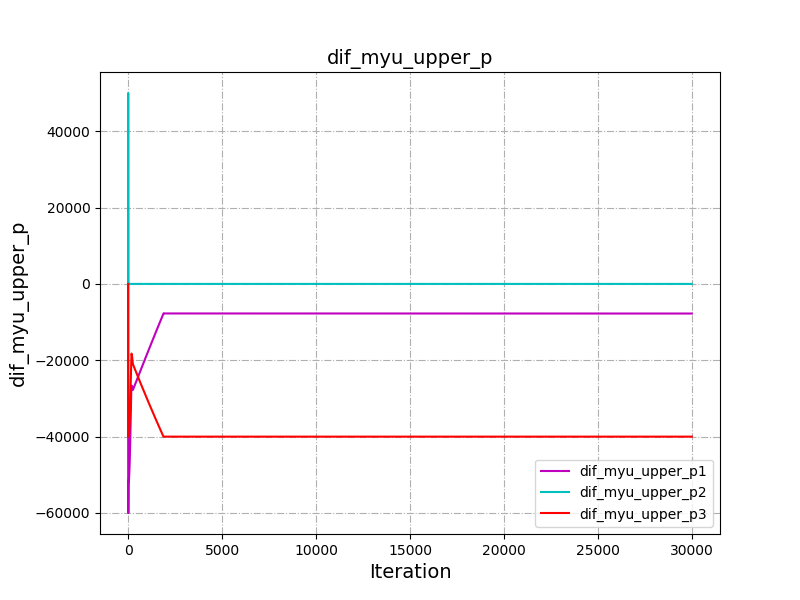 dif_myu_upper_p
dif_myu_upper_p
40000
20000
0
−20000
−40000
−60000
0
5000
10000
15000
20000
25000
30000
Iteration
dif_myu_upper_p1
dif_myu_upper_p2
dif_myu_upper_p3